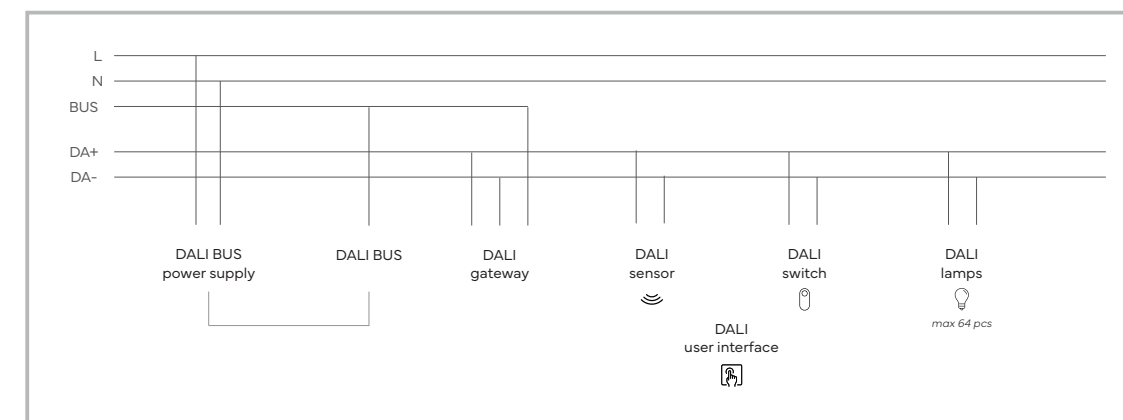 L
N
BUS
DA+
DA-
DALI BUS
power supply
DALI BUS
DALI
gateway
DALI
sensor
DALI
switch
DALI
lamps
max 64 pcs
DALI
user interface